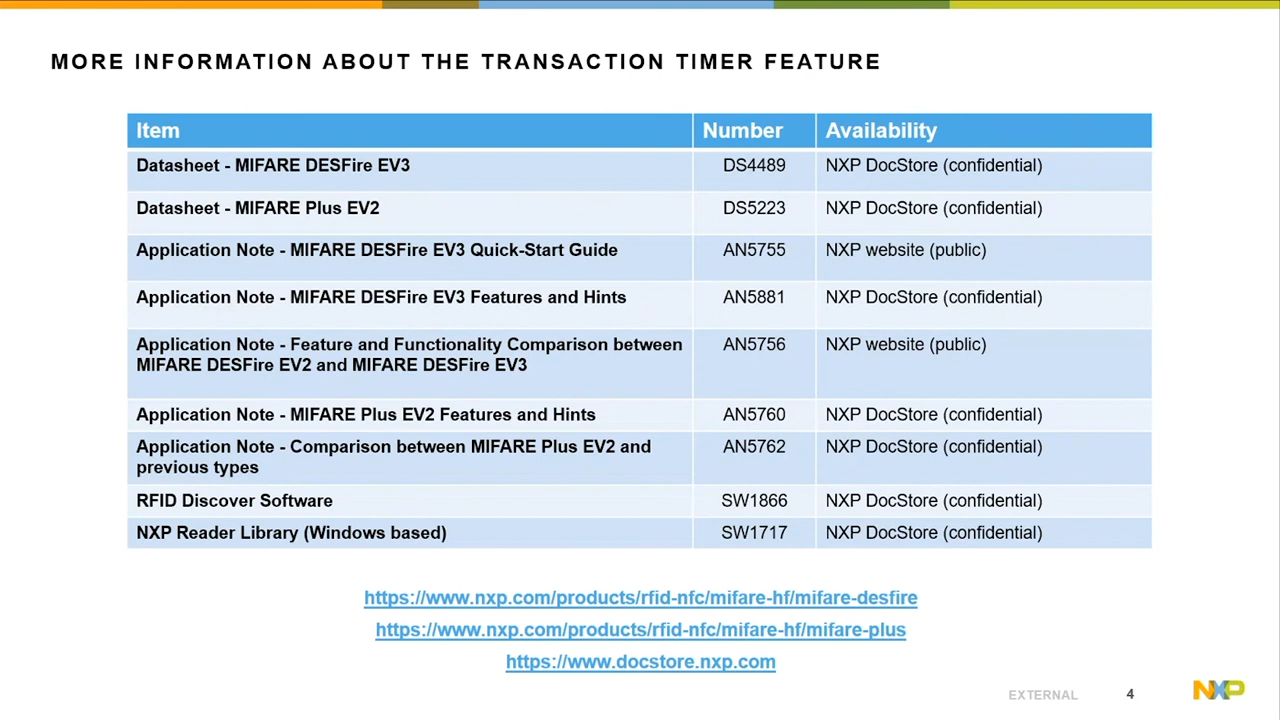 MORE INFORMATION ABOUT THE TRANSACTION TIMER FEATURE
Item Number Availability
Datasheet - MIFARE DESFire EV3 DS4489 NXP DocStore (confidential)
Datasheet - MIFARE Plus EV2 DS5223 NXP DocStore (confidential)
Application Note - MIFARE DESFire EV3 Quick-Start Guide AN5755 NXP website (public)
Application Note - MIFARE DESFire EV3 Features and Hints AN5881 NXP DocStore (confidential)
Application Note - Feature and Functionality Comparison between AN5756 NXP website (public)
MIFARE DESFire EV2 and MIFARE DESFire EV3
Application Note - MIFARE Plus EV2 Features and Hints AN5760 NXP DocStore (confidential)
Application Note - Comparison between MIFARE Plus EV2 and AN5762 NXP DocStore (confidential)
previous types
RFID Discover Software SW1866 NXP DocStore (confidential)
NXP Reader Library (Windows based) SW1717 NXP DocStore (confidential)
https://www.nxp.com/products/rfid-nfc/mifare-hf/mifare-desfire
https://www.nxp.com/products/rfid-nfc/mifare-hf/mifare-plus
https://www.docstore.nxp.com
EXTERNAL 4 NXP